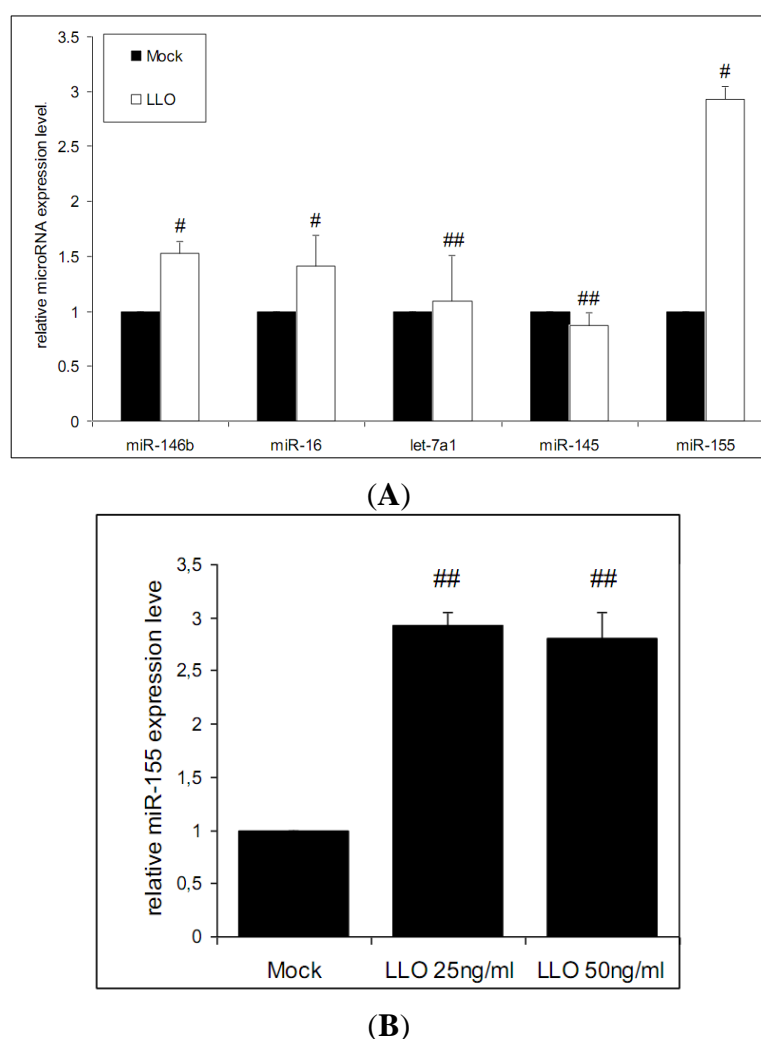 3.5
3
2.5
2
1.5
1
0.5
0
relative microRNA expression level.
Mock
LLO
#
#
##
##
#
miR-146b miR-16 let-7a1 miR-145 miR-155
(A)
3,5
3
2,5
2
1,5
1
0,5
0
relative miR-155 expression leve
## ##
Mock LLO 25ng/ml LLO 50ng/ml
(B)